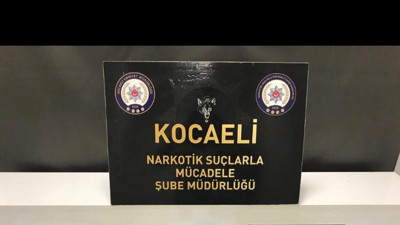 KOCAELİ
NARKOTİK SUÇLARLA
MÜCADELE
ŞUBE MÜDÜRLÜĞÜ